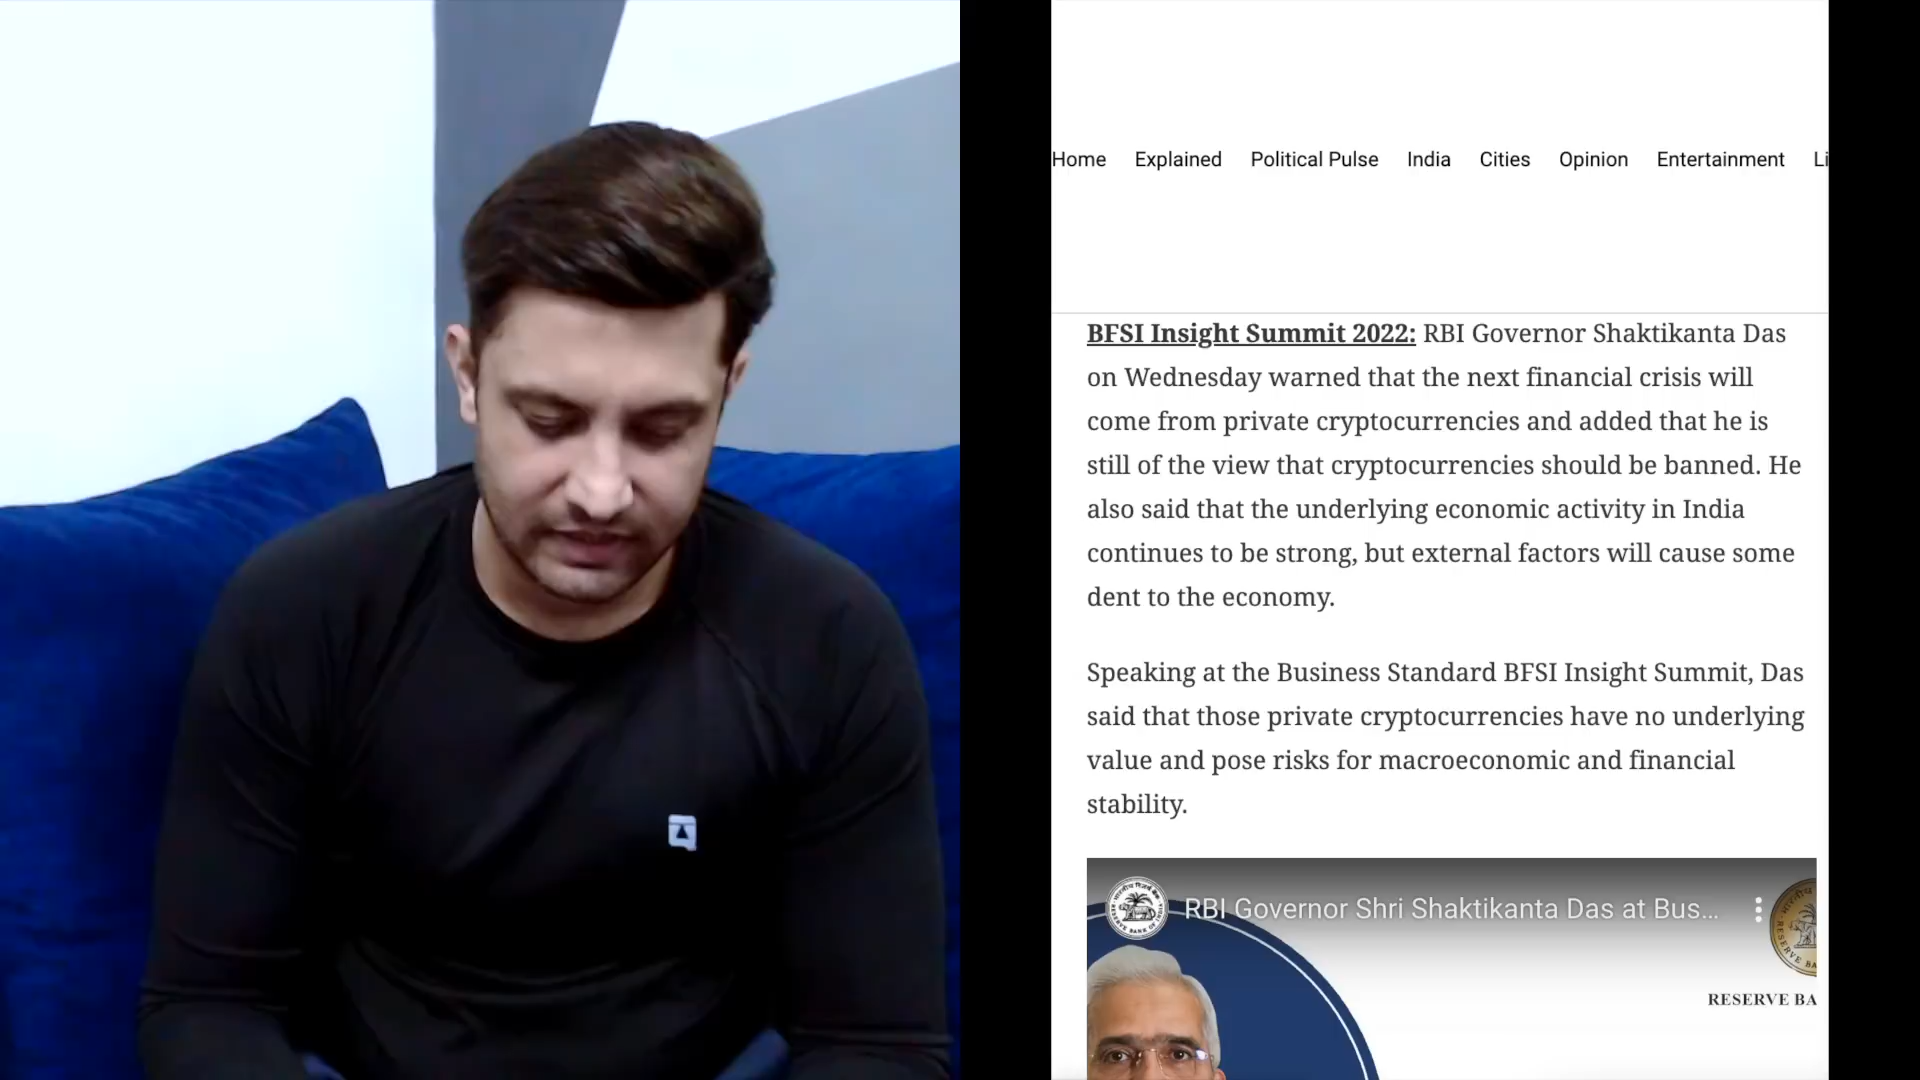 Home Explained Political Pulse India Cities Opinion Entertainment Li
BFSI Insight Summit 2022: RBI Governor Shaktikanta Das
on Wednesday warned that the next financial crisis will
come from private cryptocurrencies and added that he is
still of the view that cryptocurrencies should be banned. He
also said that the underlying economic activity in India
continues to be strong, but external factors will cause some
dent to the economy.
Speaking at the Business Standard BFSI Insight Summit, Das
said that those private cryptocurrencies have no underlying
value and pose risks for macroeconomic and financial
stability.
RBI Governor Shri Shaktikanta Das at Bus...
RESERVE BA